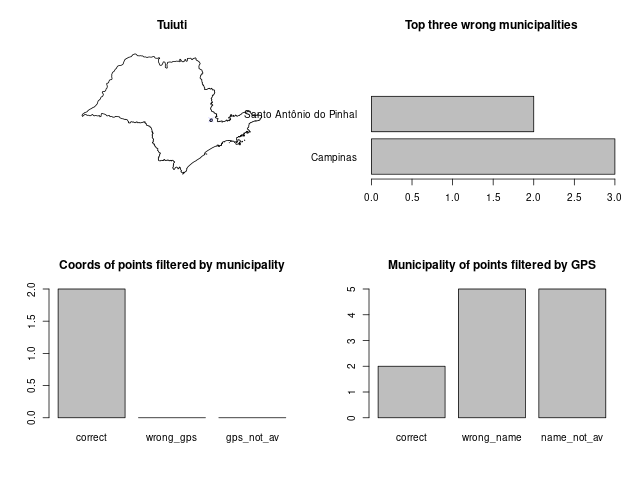 Tuiuti
Top three wrong municipalities
Santo Antônio do Pinhal
Campinas
0.0 0.5 1.0 1.5 2.0 2.5 3.0
Coords of points filtered by municipality
2.0
1.5
1.0
0.5
0.0
correct wrong_gps gps_not_av
Municipality of points filtered by GPS
5
4
3
2
1
0
correct wrong_name name_not_av